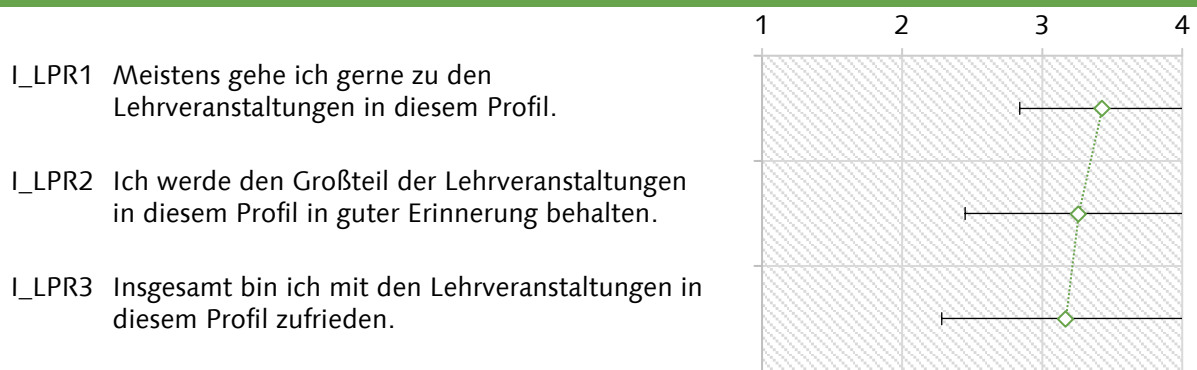 1 2 3 4
I_LPR1 Meistens gehe ich gerne zu den
Lehrveranstaltungen in diesem Profil.
I_LPR2 Ich werde den Großteil der Lehrveranstaltungen
in diesem Profil in guter Erinnerung behalten.
I_LPR3 Insgesamt bin ich mit den Lehrveranstaltungen in
diesem Profil zufrieden.